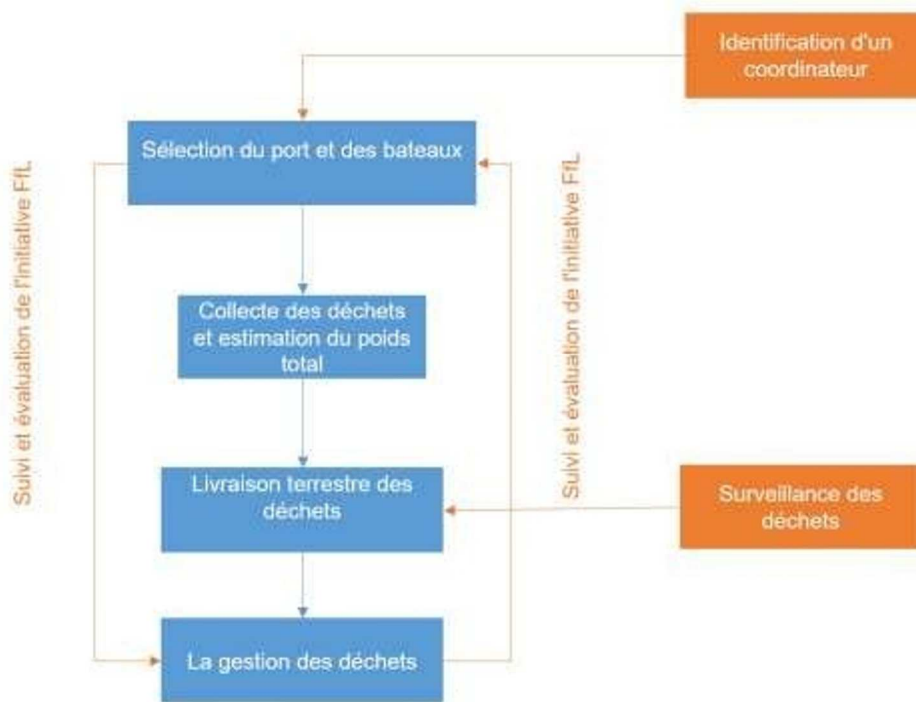 Identification d'un
coordinateur
Sélection du port et des bateaux
Suivi et évaluation de l'initiative FfL
Suivi et évaluation de l'initiative FfL
Collecte des déchets
et estimation du poids
total
Livraison terrestre des
déchets
Surveillance des
déchets
La gestion des déchets